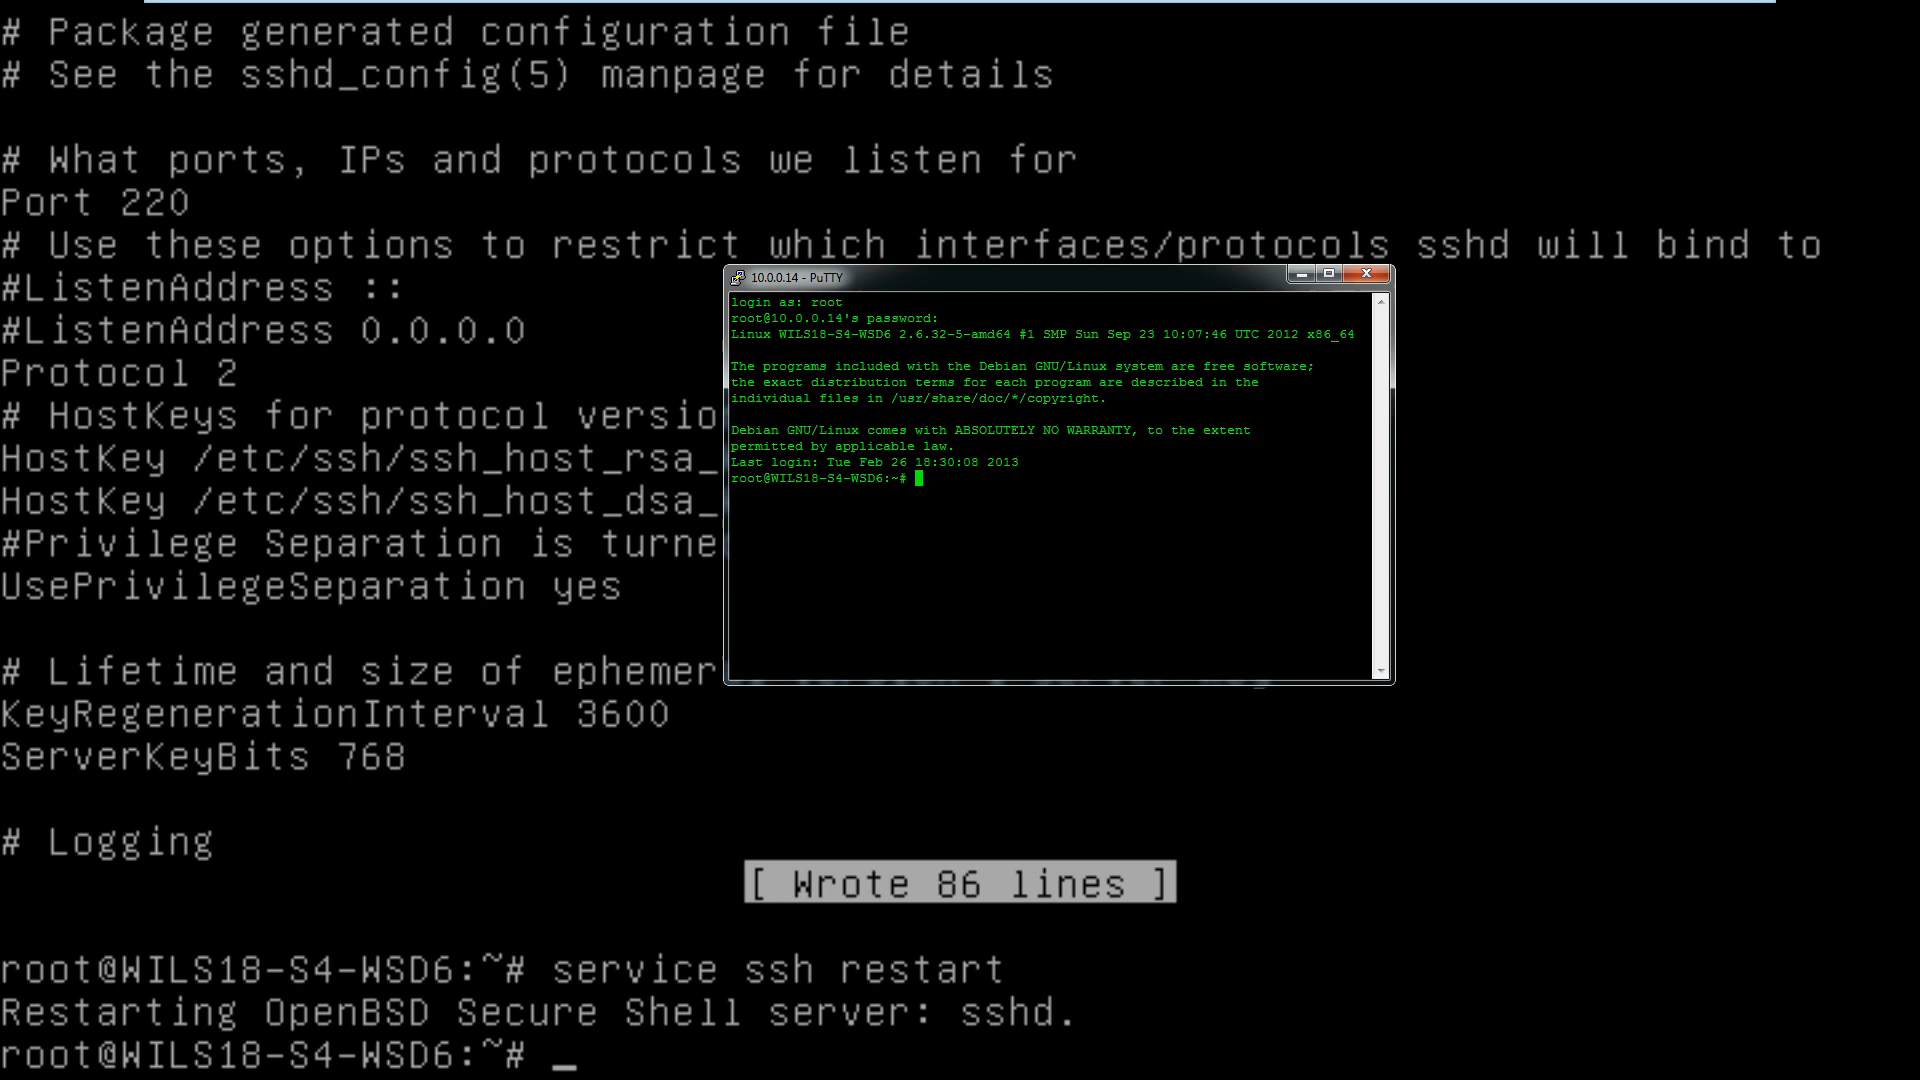 # Package generated configuration file
# See the sshd_config(5) manpage for details
# What ports, IPs and protocols we listen for
Port 220
# Use these options to restrict which interfaces/protocols sshd will bind to
#ListenAddress ::
#ListenAddress 0.0.0.0
Protocol 2
# HostKeys for protocol versio
HostKey /etc/ssh/ssh_host_rsa_
HostKey /etc/ssh/ssh_host_dsa_
#Privilege Separation is turne
UsePrivilegeSeparation yes
# Lifetime and size of ephemer
KeyRegenerationInterval 3600
ServerKeyBits 768
# Logging
[ Wrote 86 lines ]
root@WILS18-S4-WSD6:~# service ssh restart
Restarting OpenBSD Secure Shell server: sshd.
root@WILS18-S4-WSD6:~# _
10.0.0.14 - PuTTY
login as: root
root@10.0.0.14's password:
Linux WILS18-S4-WSD6 2.6.32-5-amd64 #1 SMP Sun Sep 23 10:07:46 UTC 2012 x86_64
The programs included with the Debian GNU/Linux system are free software;
the exact distribution terms for each program are described in the
individual files in /usr/share/doc/*/copyright.
Debian GNU/Linux comes with ABSOLUTELY NO WARRANTY, to the extent
permitted by applicable law.
Last login: Tue Feb 26 18:30:08 2013
root@WILS18-S4-WSD6:~#